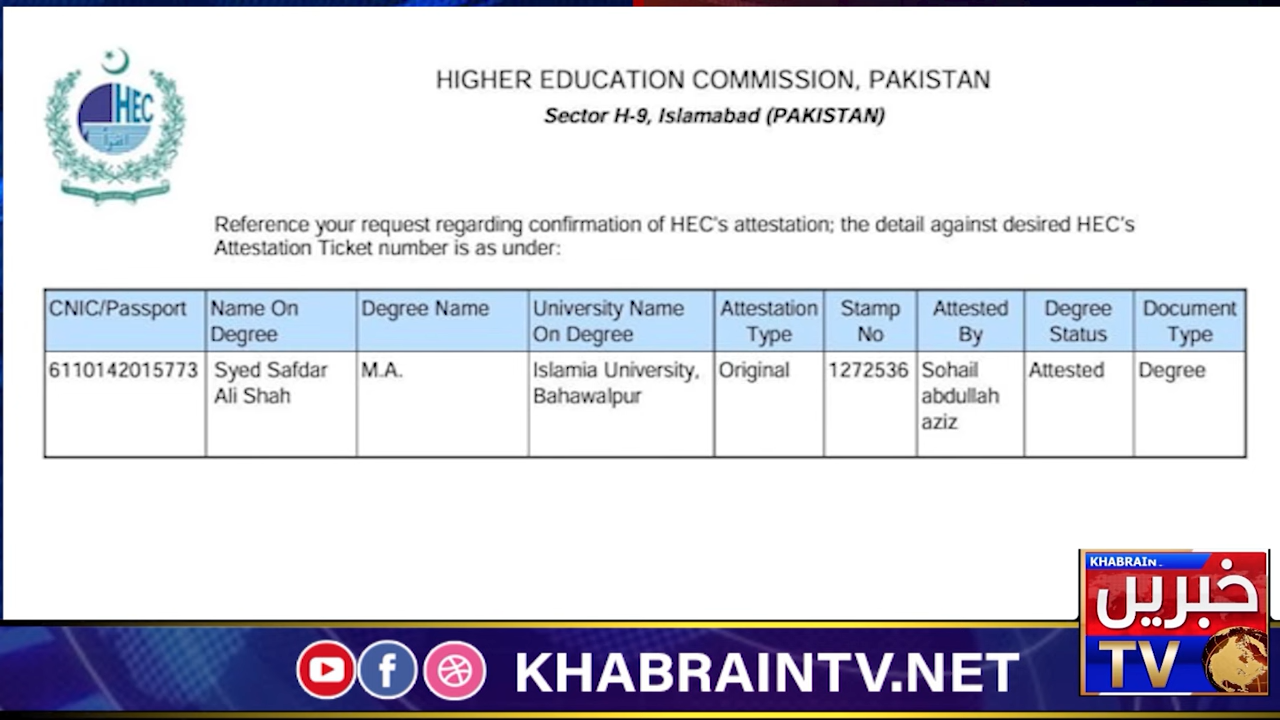 HEC
HIGHER EDUCATION COMMISSION, PAKISTAN
Sector H-9, Islamabad (PAKISTAN)
Reference your request regarding confirmation of HEC's attestation; the detail against desired HEC's
Attestation Ticket number is as under:
CNIC/Passport Name On Degree Degree Name University Name On Degree Attestation Type Stamp No Attested By Degree Status Document Type
6110142015773 Syed Safdar Ali Shah M.A. Islamia University, Bahawalpur Original 1272536 Sohail abdullah aziz Attested Degree
KHABRAIN
خبریں
TV
KHABRAINTV.NET